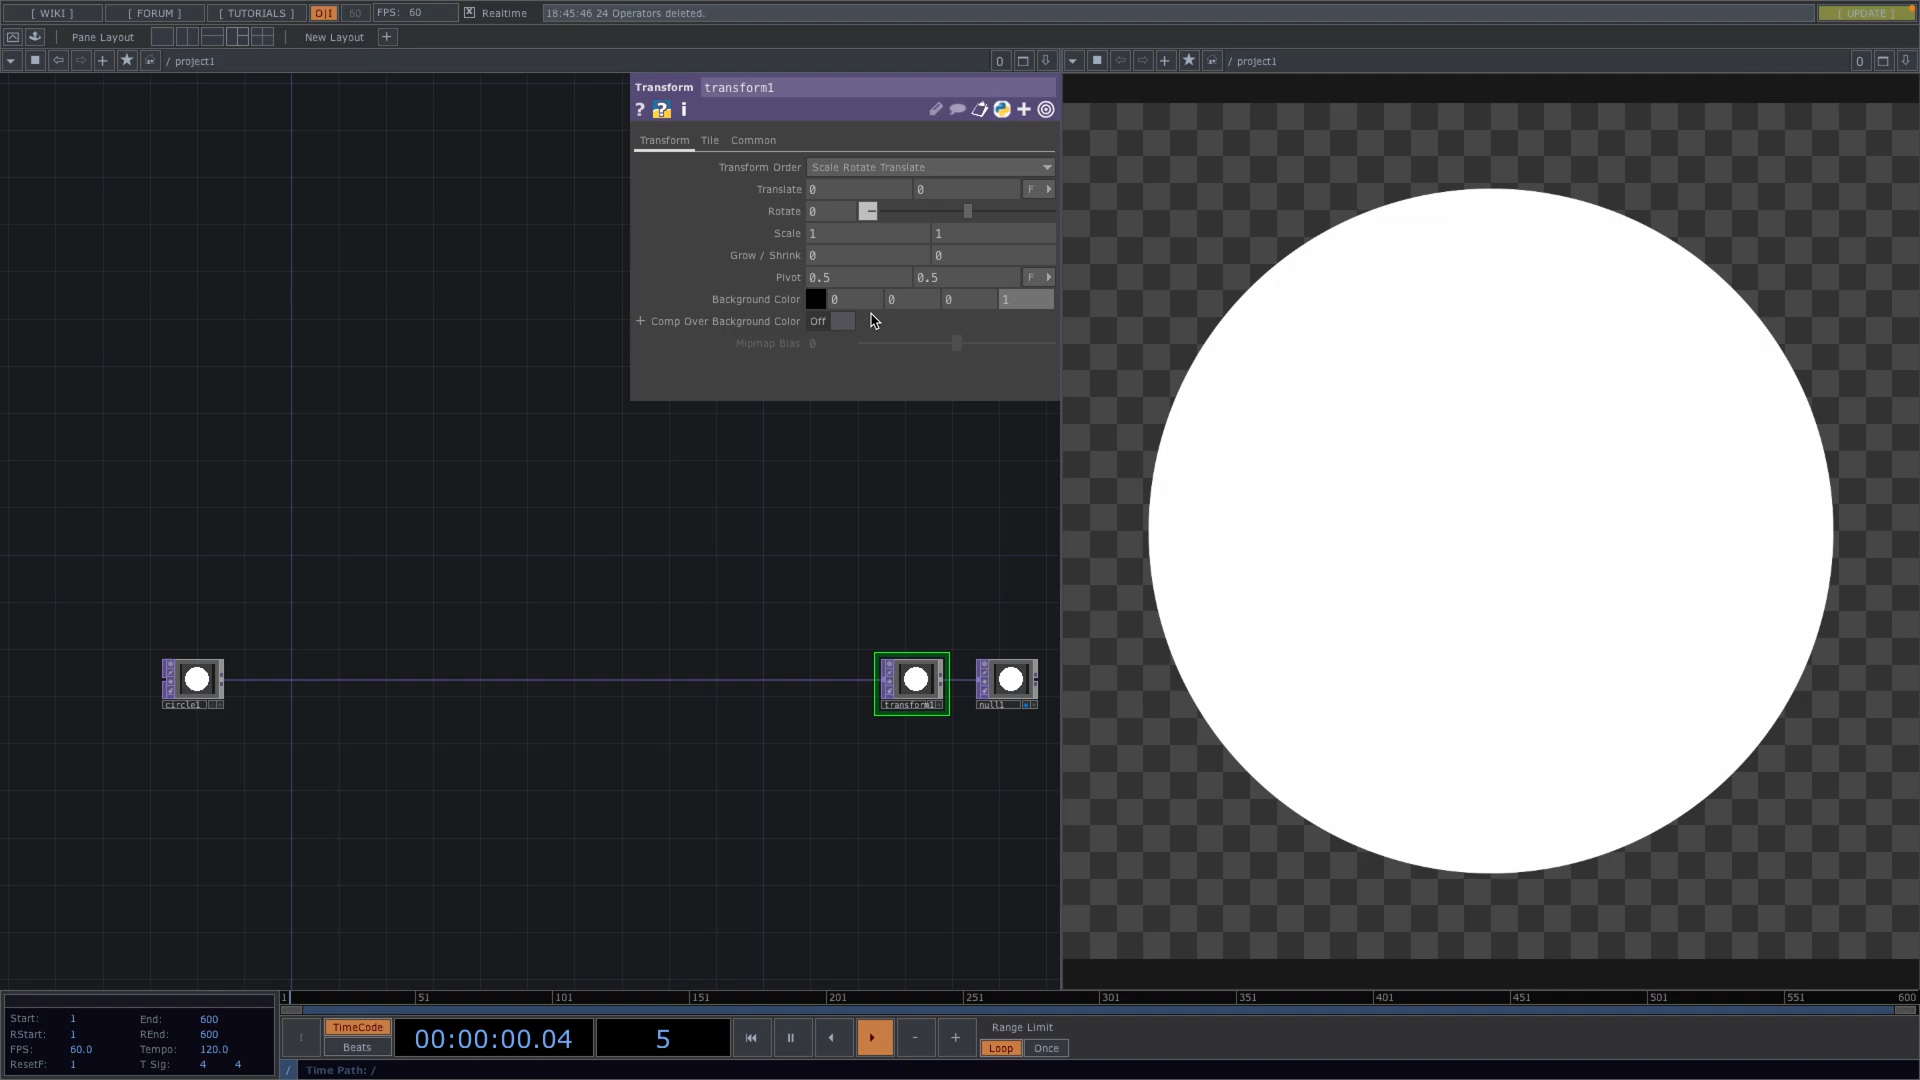 [ WIKI ] [ FORUM ] [ TUTORIALS ] O|I 60 FPS: 60 Realtime 18:45:46 24 Operators deleted. [ UPDATE ]
Pane Layout New Layout +
/ project1 0 / project1 0
Transform transform1
? ? i
Transform Tile Common
Transform Order Scale Rotate Translate
Translate 0 0 F
Rotate 0
Scale 1 1
Grow / Shrink 0 0
Pivot 0.5 0.5 F
Background Color 0 0 0 1
+ Comp Over Background Color Off
Mipmap Bias 0
circle1 transform1 null1
1 51 101 151 201 251 301 351 401 451 501 551 600
Start: 1 End: 600
RStart: 1 REnd: 600
FPS: 60.0 Tempo: 120.0
ResetF: 1 T Sig: 4 4
TimeCode
Beats
00:00:00.04 5 - +
Range Limit
Loop Once
/ Time Path: /